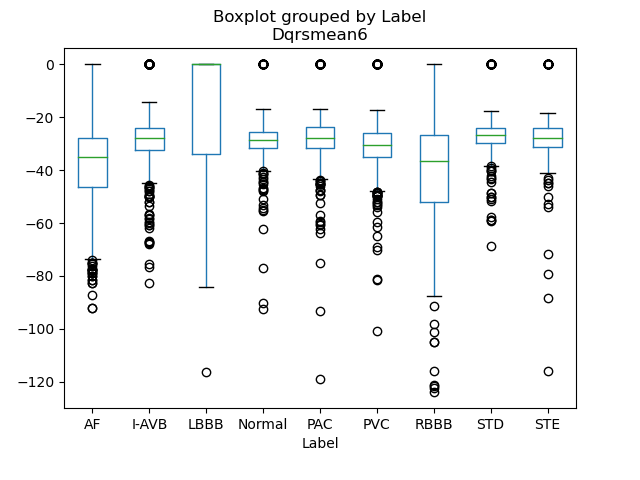 Boxplot grouped by Label
Dqrsmean6
0
−20
−40
−60
−80
−100
−120
AF I-AVB LBBB Normal PAC PVC RBBB STD STE
Label